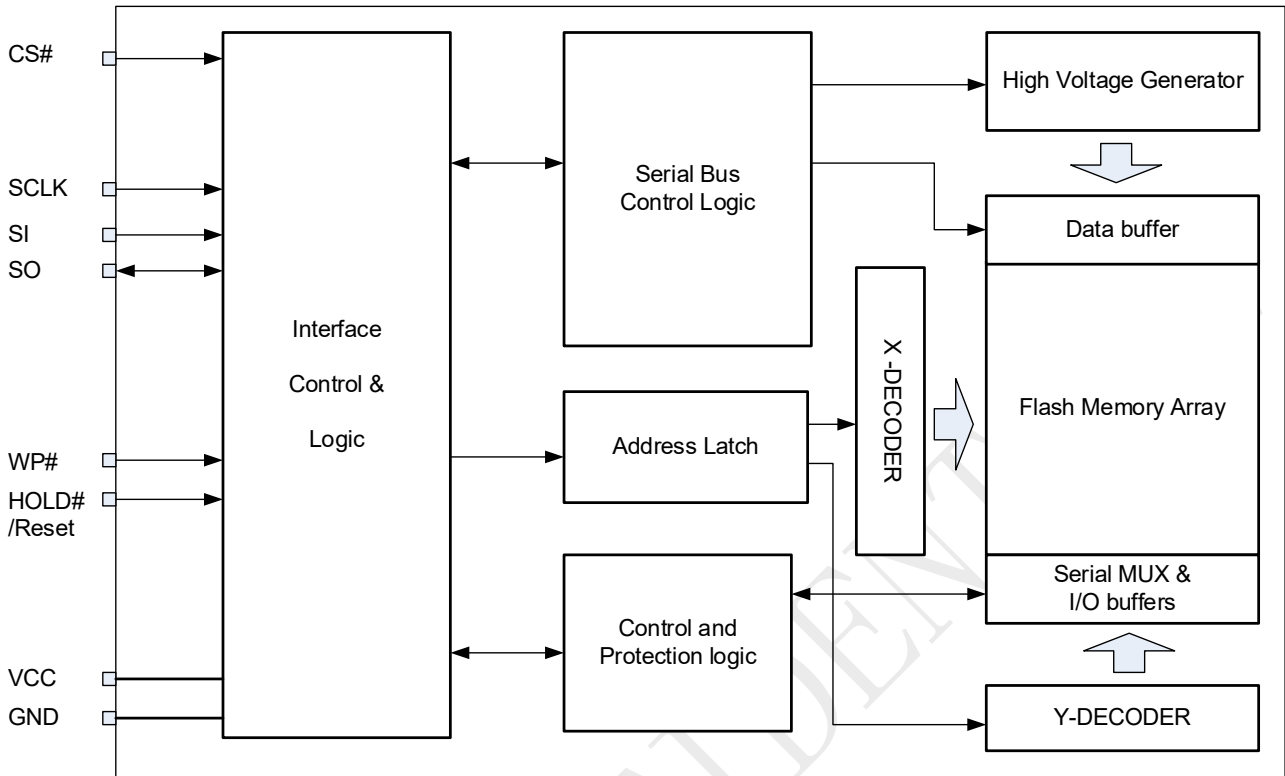 CS#
SCLK
SI
SO
WP#
HOLD#
/Reset
VCC
GND
Interface
Control &
Logic
Serial Bus
Control Logic
Address Latch
Control and
Protection logic
X -DECODER
High Voltage Generator
Data buffer
Flash Memory Array
Serial MUX &
I/O buffers
Y-DECODER